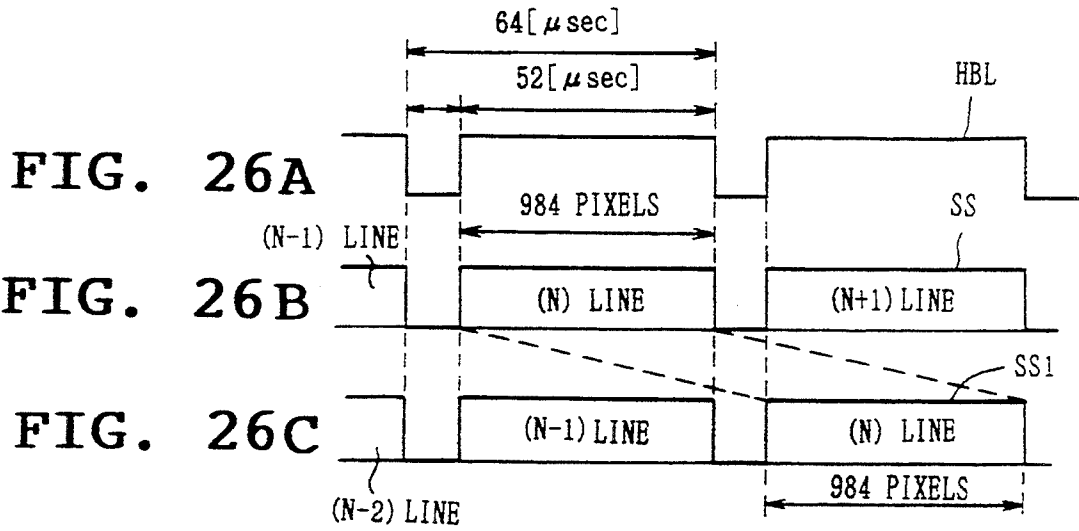 64[μsec]
52[μsec]
HBL
FIG. 26A
984 PIXELS
SS
(N-1) LINE
FIG. 26B
(N) LINE
(N+1) LINE
SS1
FIG. 26C
(N-1) LINE
(N) LINE
984 PIXELS
(N-2) LINE